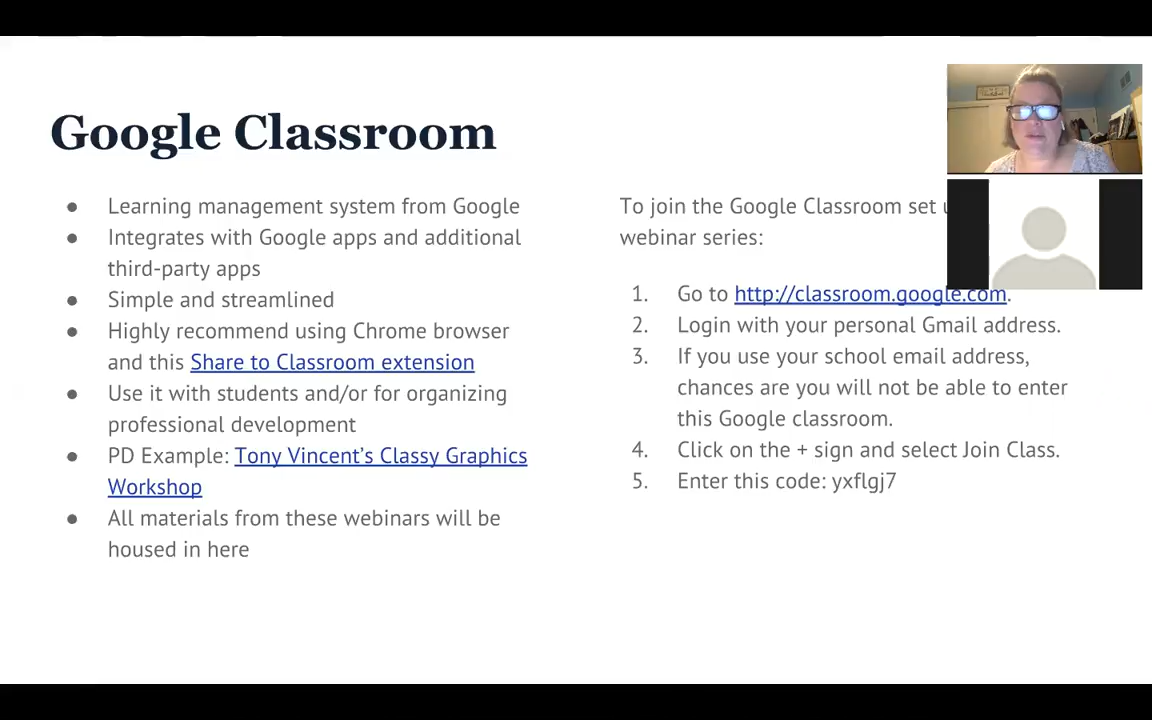 Google Classroom
● Learning management system from Google
● Integrates with Google apps and additional
third-party apps
● Simple and streamlined
● Highly recommend using Chrome browser
and this Share to Classroom extension
● Use it with students and/or for organizing
professional development
● PD Example: Tony Vincent’s Classy Graphics
Workshop
● All materials from these webinars will be
housed in here
To join the Google Classroom set
webinar series:
1. Go to http://classroom.google.com.
2. Login with your personal Gmail address.
3. If you use your school email address,
chances are you will not be able to enter
this Google classroom.
4. Click on the + sign and select Join Class.
5. Enter this code: yxflgj7